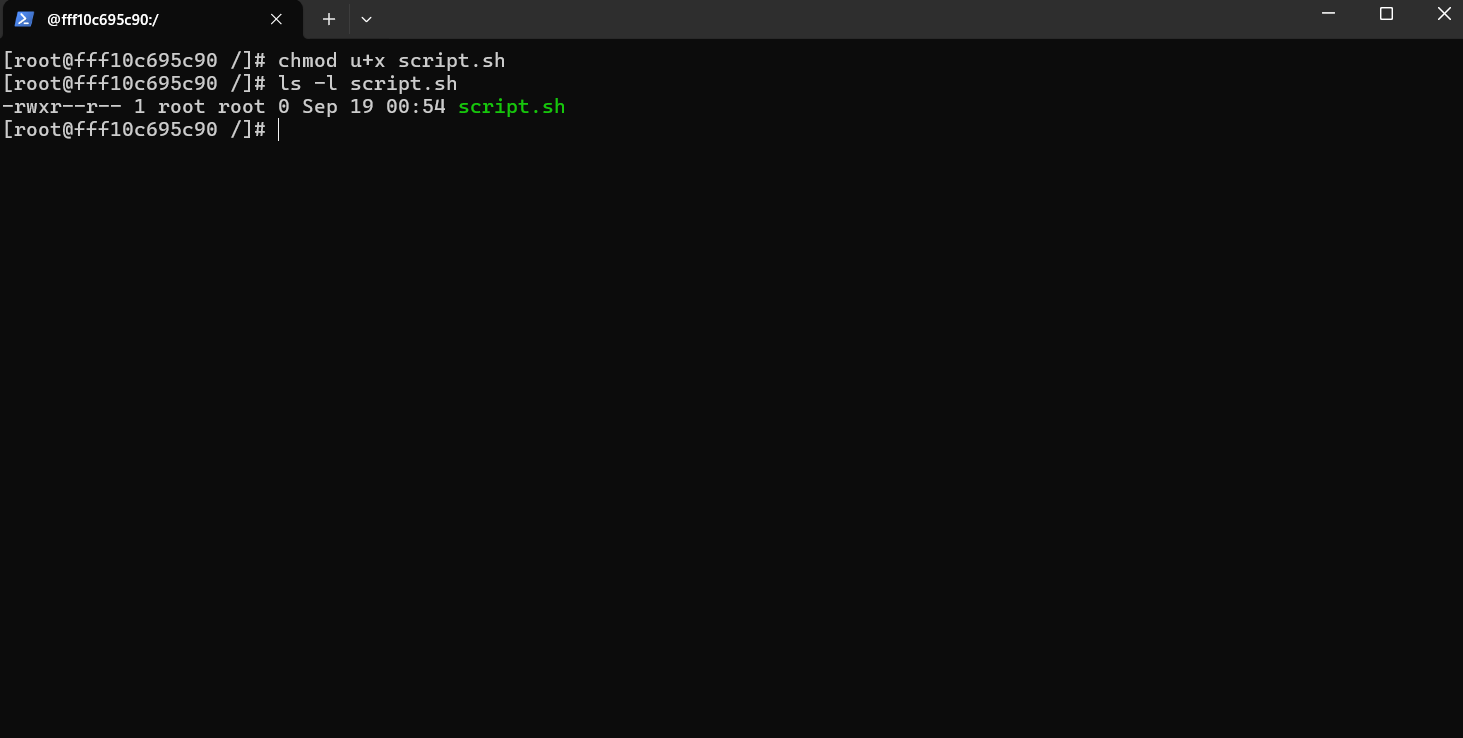 @fff10c695c90:/
[root@fff10c695c90 /]# chmod u+x script.sh
[root@fff10c695c90 /]# ls -l script.sh
-rwxr--r-- 1 root root 0 Sep 19 00:54 script.sh
[root@fff10c695c90 /]#